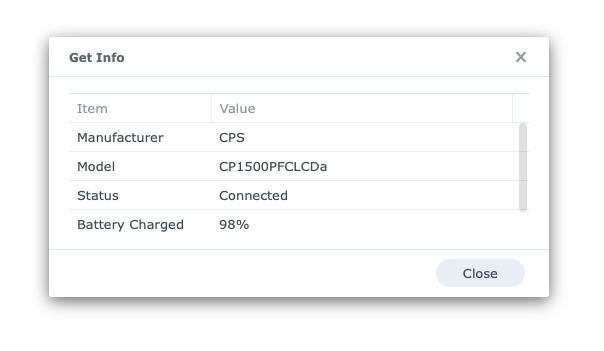 Get Info
Item Value
Manufacturer CPS
Model CP1500PFCLCDa
Status Connected
Battery Charged 98%
Close